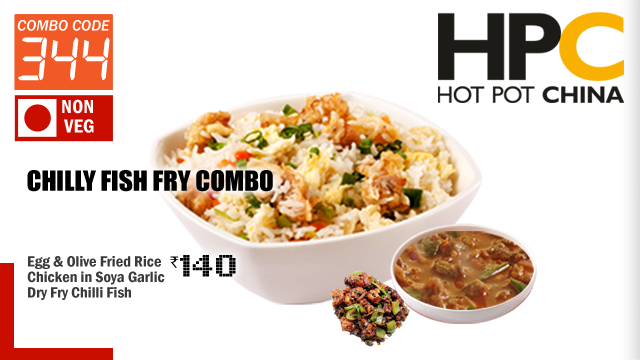 COMBO CODE
344
NON
VEG
HPC
HOT POT CHINA
CHILLY FISH FRY COMBO
Egg & Olive Fried Rice ₹140
Chicken in Soya Garlic
Dry Fry Chilli Fish